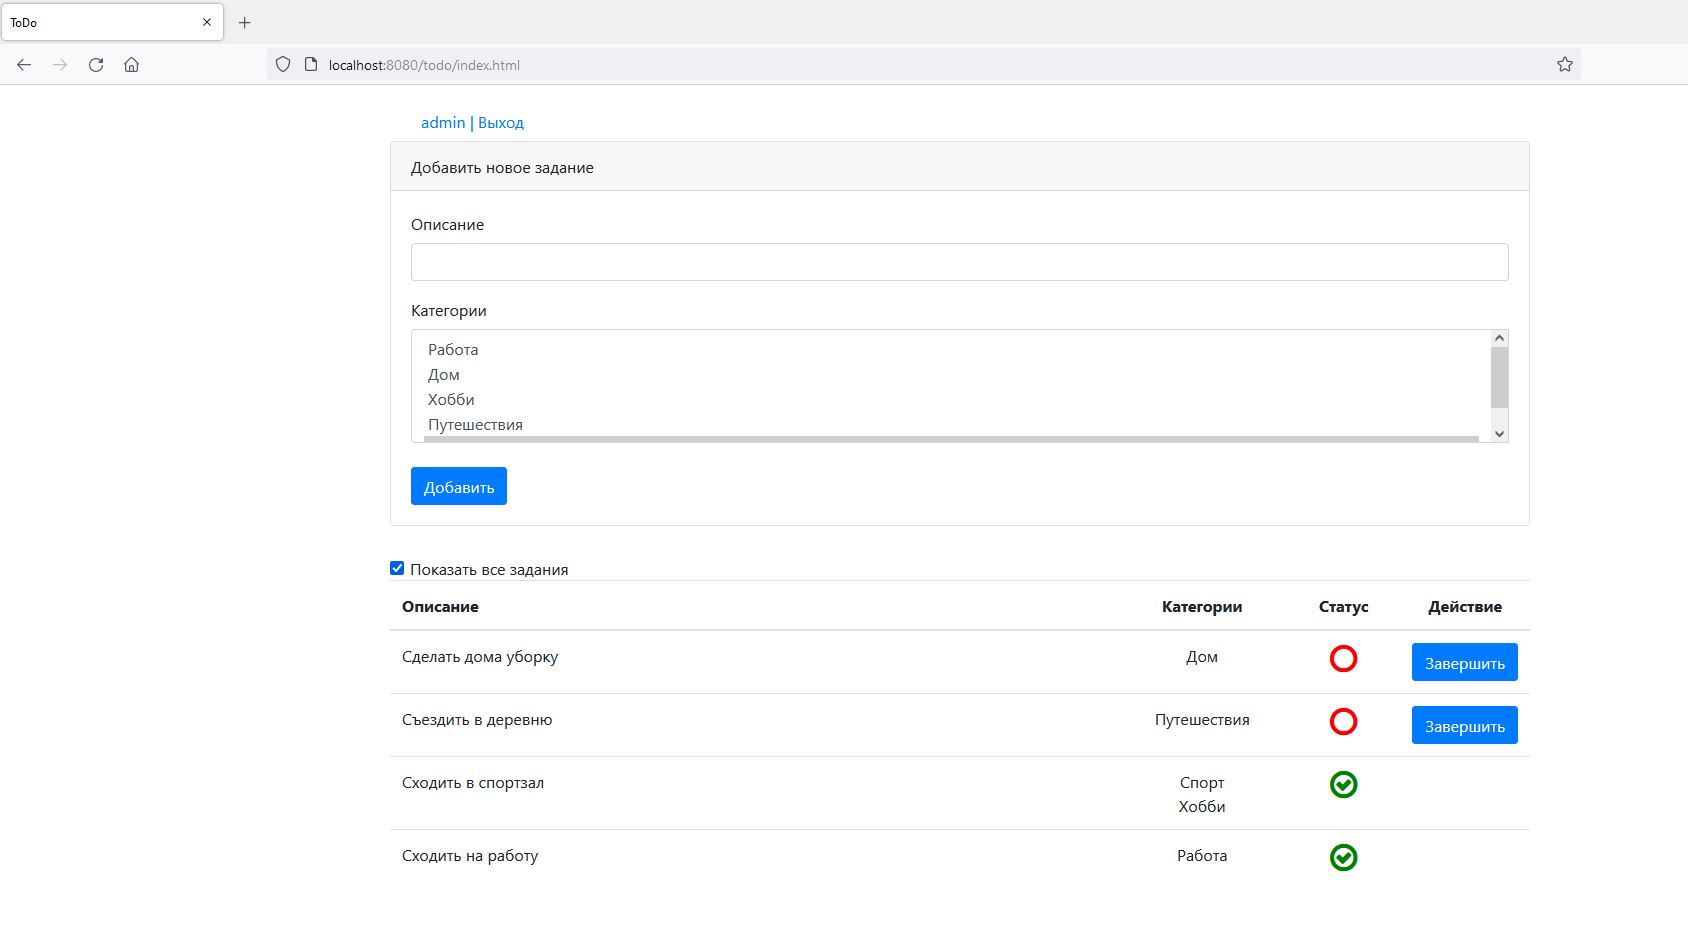 ToDo
localhost:8080/todo/index.html
admin | Выход
Добавить новое задание
Описание
Категории
Работа
Дом
Хобби
Путешествия
Добавить
Показать все задания
Описание Категории Статус Действие
Сделать дома уборку Дом Завершить
Съездить в деревню Путешествия Завершить
Сходить в спортзал Спорт
Хобби
Сходить на работу Работа